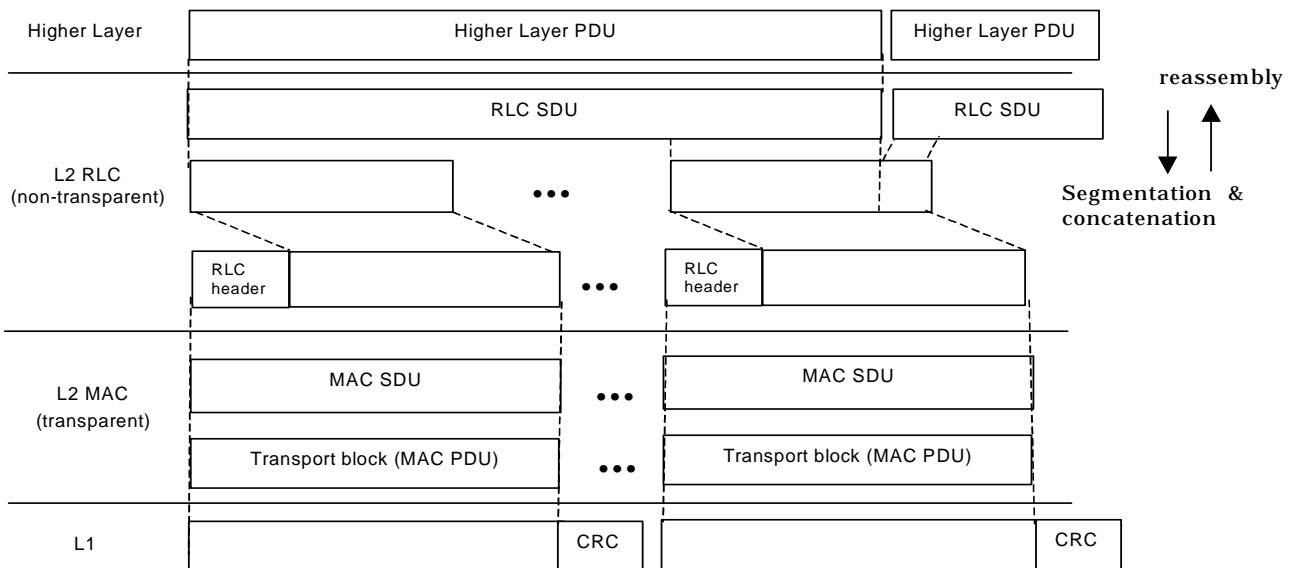 Higher Layer
Higher Layer PDU
Higher Layer PDU
reassembly
RLC SDU
RLC SDU
L2 RLC
(non-transparent)
Segmentation &
concatenation
RLC
header
RLC
header
L2 MAC
(transparent)
MAC SDU
MAC SDU
Transport block (MAC PDU)
Transport block (MAC PDU)
L1
CRC
CRC